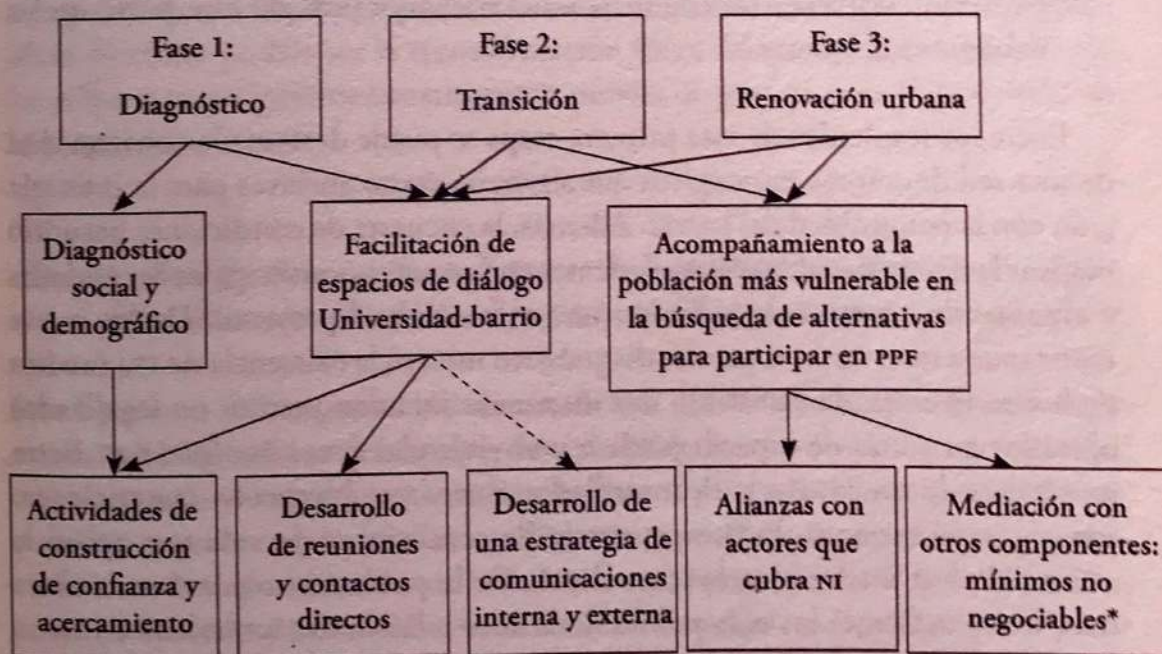 Fase 1:
Diagnóstico
Fase 2:
Transición
Fase 3:
Renovación urbana
Diagnóstico
social y
demográfico
Facilitación de
espacios de diálogo
Universidad-barrio
Acompañamiento a la
población más vulnerable en
la búsqueda de alternativas
para participar en PPF
Actividades de
construcción
de confianza y
acercamiento
Desarrollo
de reuniones
y contactos
directos
Desarrollo de
una estrategia de
comunicaciones
interna y externa
Alianzas con
actores que
cubra NI
Mediación con
otros componentes:
mínimos no
negociables*